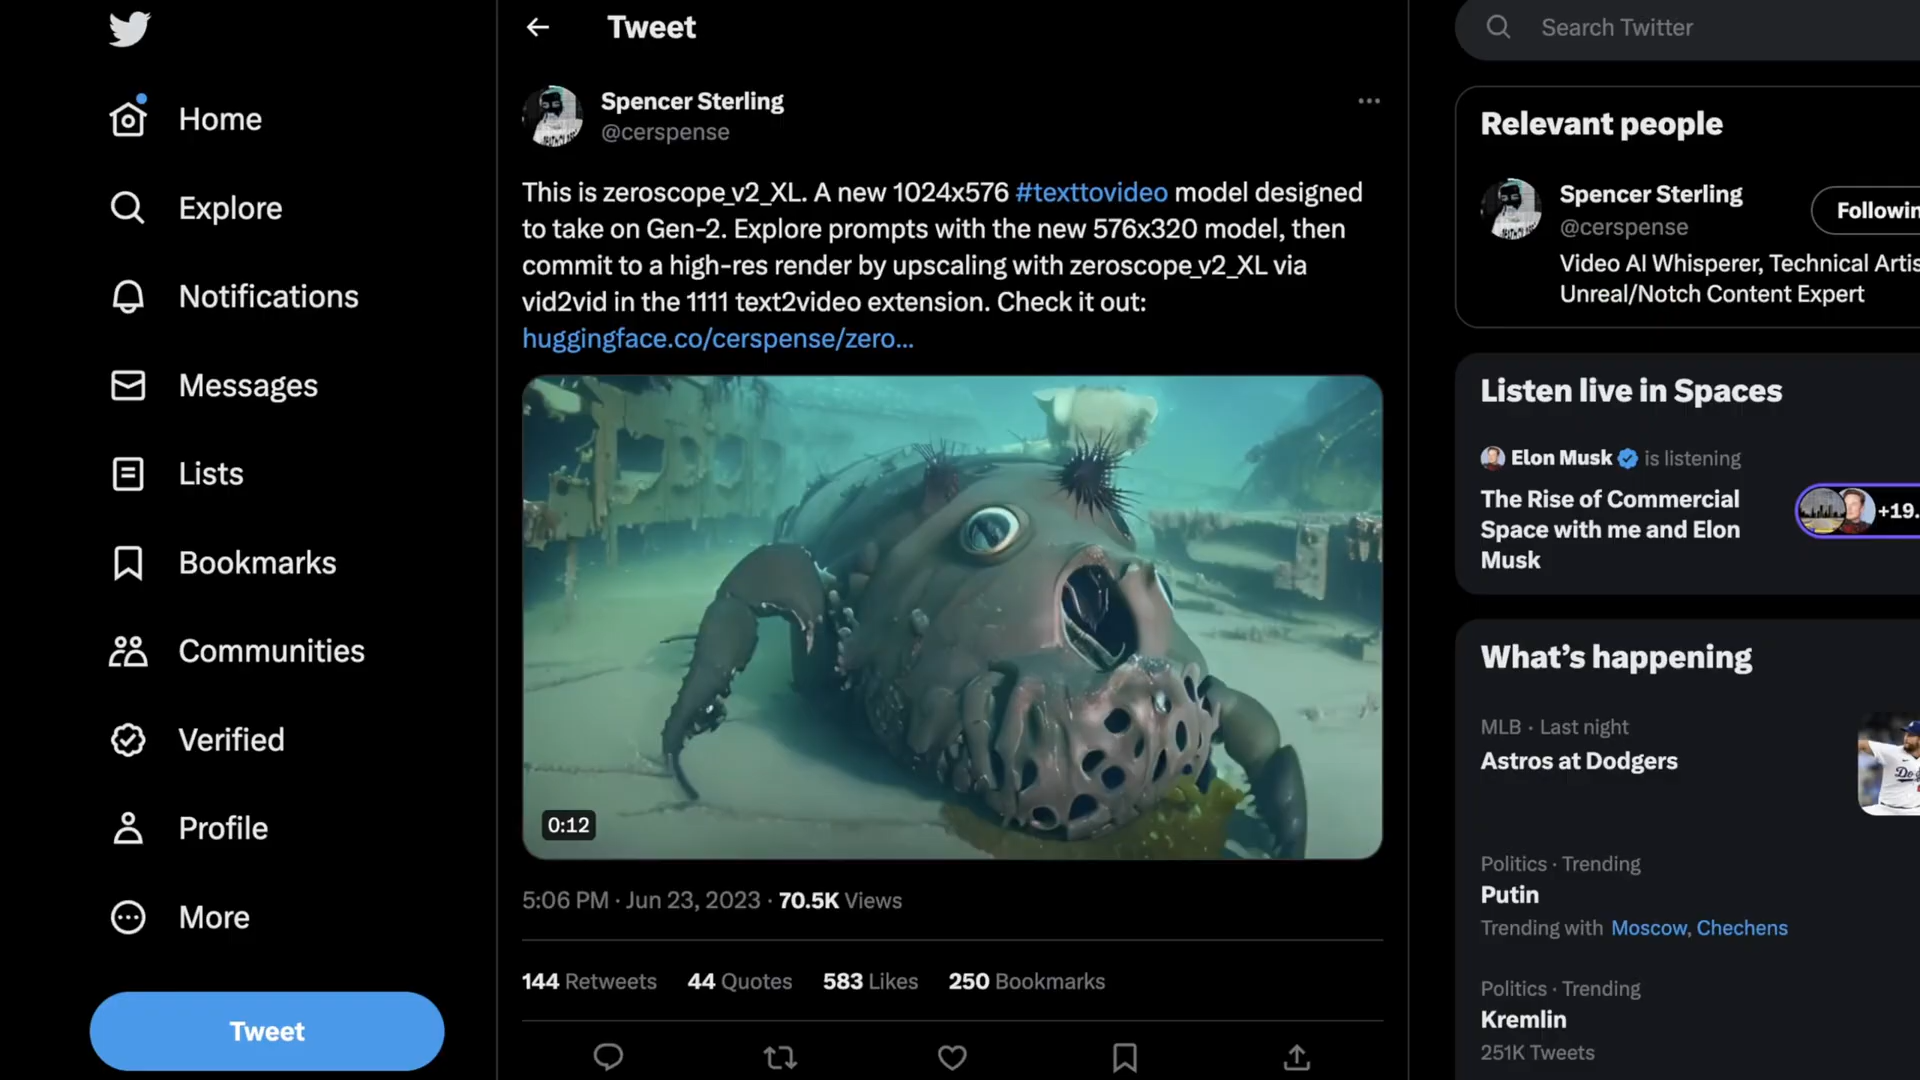 Home
Explore
Notifications
Messages
Lists
Bookmarks
Communities
Verified
Profile
More
Tweet
Tweet
Spencer Sterling
@cerspense
This is zeroscope_v2_XL. A new 1024x576 #texttovideo model designed
to take on Gen-2. Explore prompts with the new 576x320 model, then
commit to a high-res render by upscaling with zeroscope_v2_XL via
vid2vid in the 1111 text2video extension. Check it out:
huggingface.co/cerspense/zero...
0:12
5:06 PM · Jun 23, 2023 · 70.5K Views
144 Retweets 44 Quotes 583 Likes 250 Bookmarks
Search Twitter
Relevant people
Spencer Sterling
@cerspense
Followin
Video AI Whisperer, Technical Artis
Unreal/Notch Content Expert
Listen live in Spaces
Elon Musk is listening
The Rise of Commercial
Space with me and Elon
Musk
+19.
What's happening
MLB · Last night
Astros at Dodgers
Politics · Trending
Putin
Trending with Moscow, Chechens
Politics · Trending
Kremlin
251K Tweets